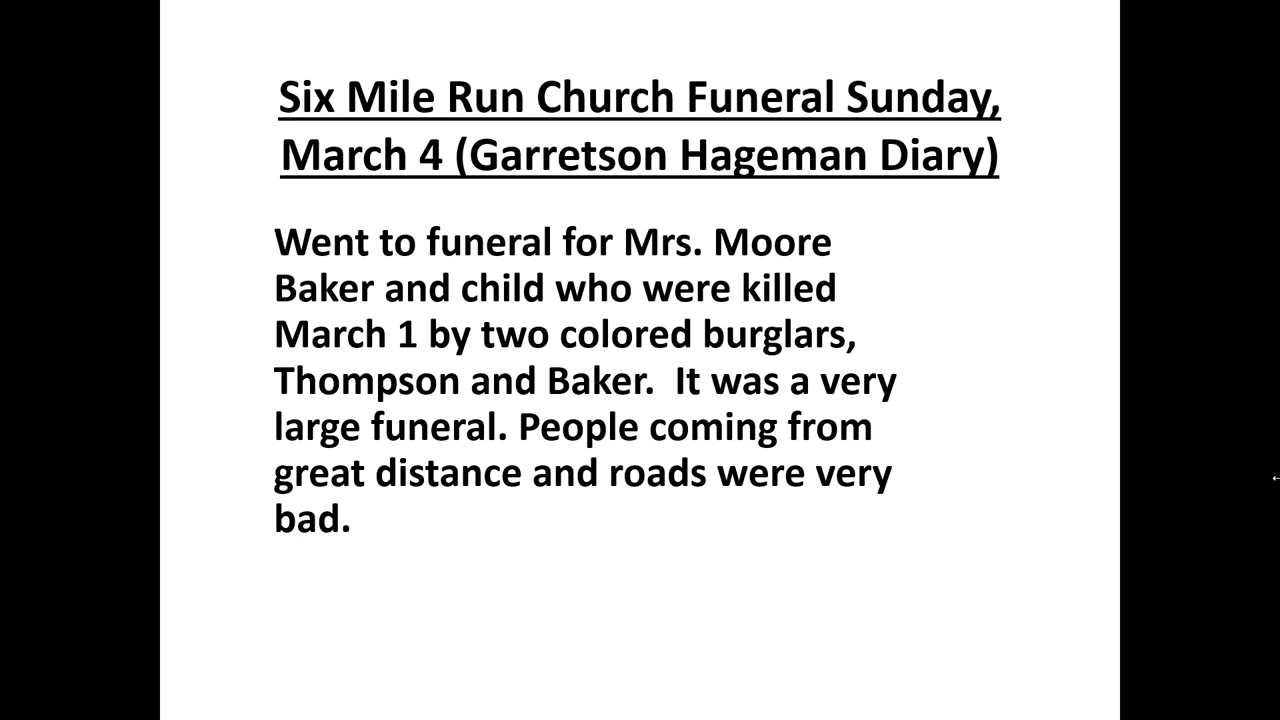 Six Mile Run Church Funeral Sunday,
March 4 (Garretson Hageman Diary)
Went to funeral for Mrs. Moore
Baker and child who were killed
March 1 by two colored burglars,
Thompson and Baker.  It was a very
large funeral. People coming from
great distance and roads were very
bad.